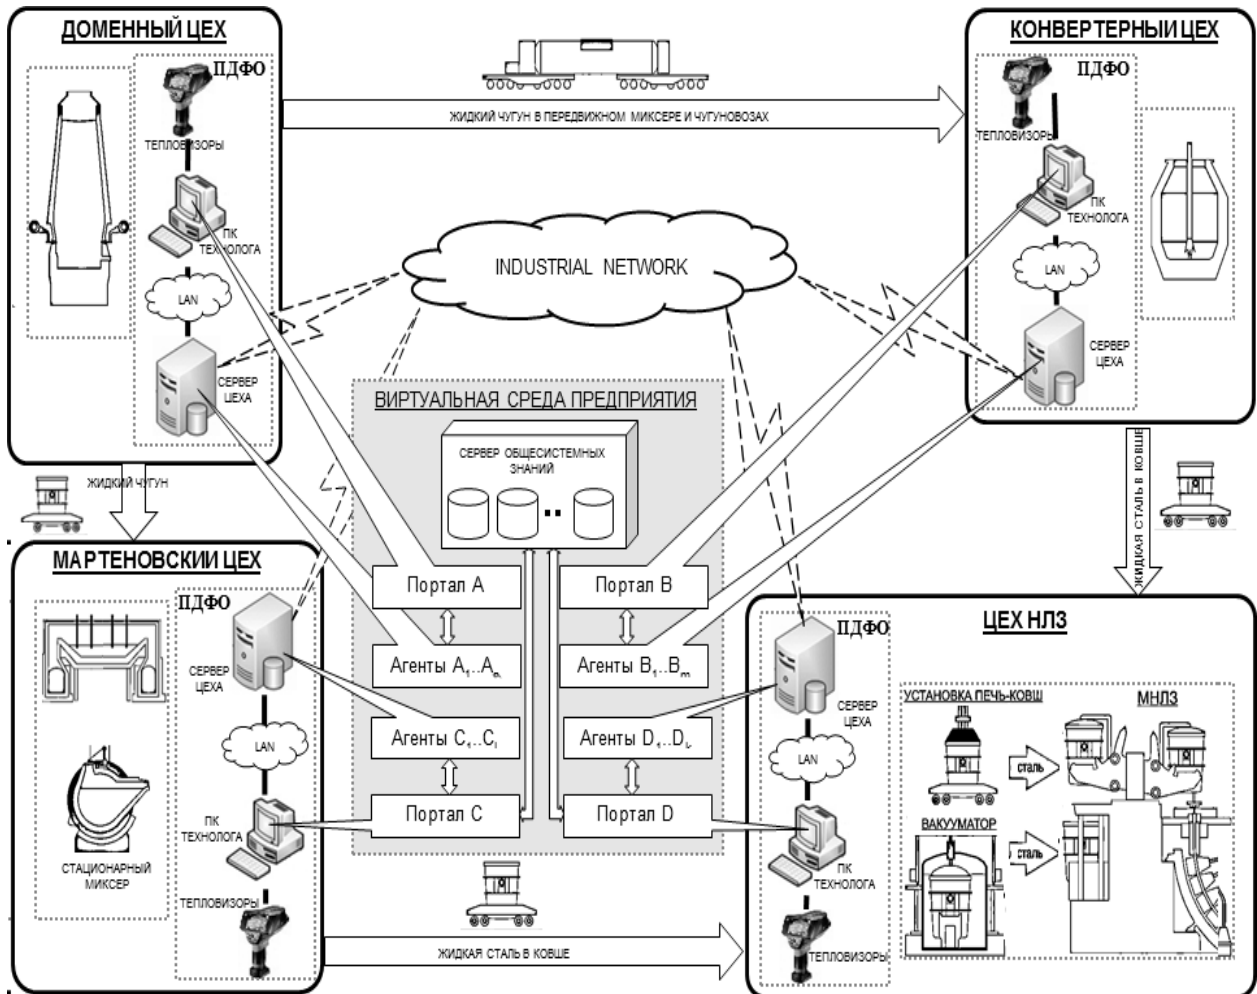 ДОМЕННЫЙ ЦЕХ
ПДФО
ТЕПЛОВИЗОРЫ
ПК
ТЕХНОЛОГА
LAN
СЕРВЕР
ЦЕХА
ЖИДКИЙ ЧУГУН В ПЕРЕДВИЖНОМ МИКСЕРЕ И ЧУГУНОВОЗАХ
КОНВЕРТЕРНЫЙ ЦЕХ
ПДФО
ТЕПЛОВИЗОРЫ
ПК
ТЕХНОЛОГА
LAN
СЕРВЕР
ЦЕХА
INDUSTRIAL NETWORK
ВИРТУАЛЬНАЯ СРЕДА ПРЕДПРИЯТИЯ
СЕРВЕР ОБЩЕСИСТЕМНЫХ
ЗНАНИЙ
Портал A
Портал B
Агенты A1..An
Агенты B1..Bm
Агенты C1..Cl
Агенты D1..Dk
Портал C
Портал D
ЖИДКИЙ ЧУГУН
ЖИДКАЯ СТАЛЬ В КОВШЕ
МАРТЕНОВСКИЙ ЦЕХ
ПДФО
СЕРВЕР
ЦЕХА
LAN
ПК
ТЕХНОЛОГА
ТЕПЛОВИЗОРЫ
СТАЦИОНАРНЫЙ
МИКСЕР
ЖИДКАЯ СТАЛЬ В КОВШЕ
ЦЕХ НЛЗ
ПДФО
СЕРВЕР
ЦЕХА
LAN
ПК
ТЕХНОЛОГА
ТЕПЛОВИЗОРЫ
УСТАНОВКА ПЕЧЬ-КОВШ
МНЛЗ
сталь
ВАКУУМАТОР
сталь